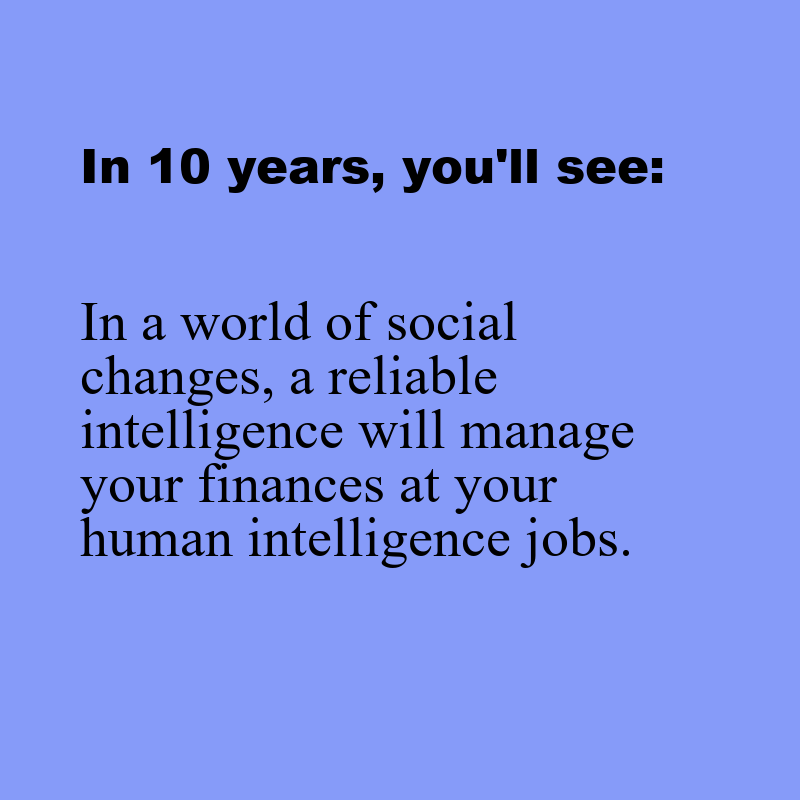 In 10 years, you'll see:
In a world of social
changes, a reliable
intelligence will manage
your finances at your
human intelligence jobs.